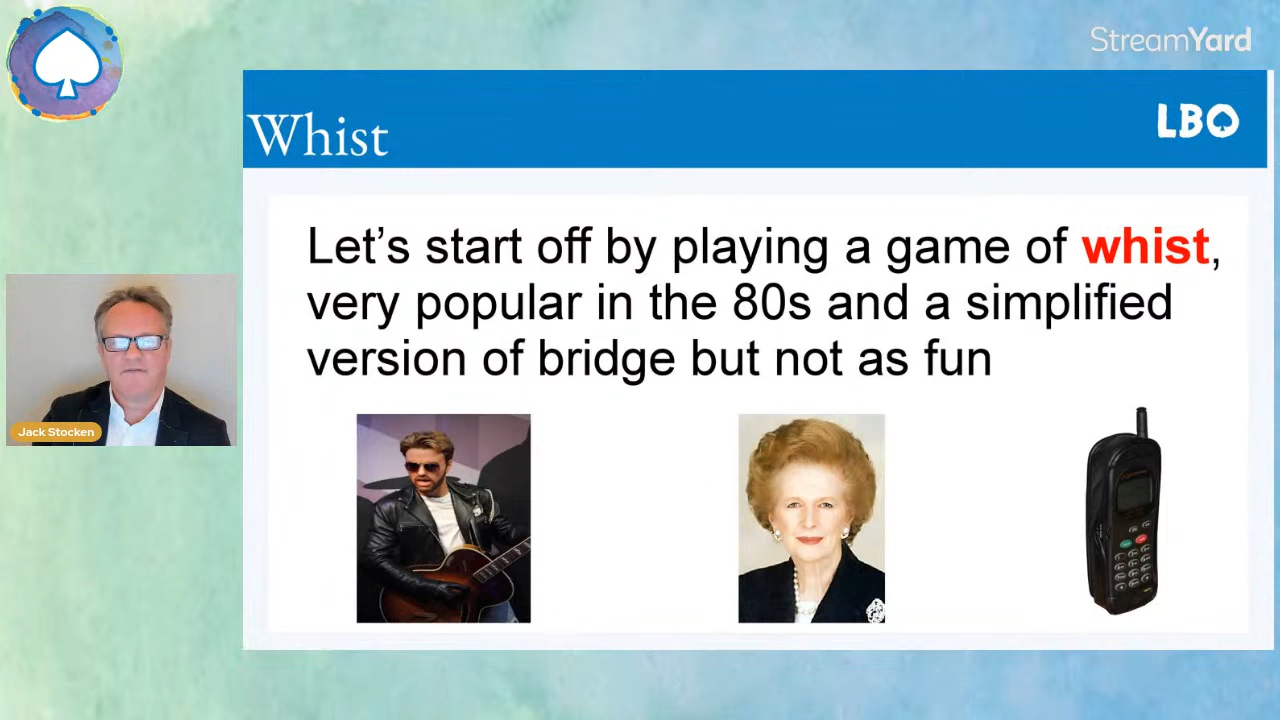 StreamYard
Whist
LBO
Let’s start off by playing a game of whist,
very popular in the 80s and a simplified
version of bridge but not as fun
Jack Stocken